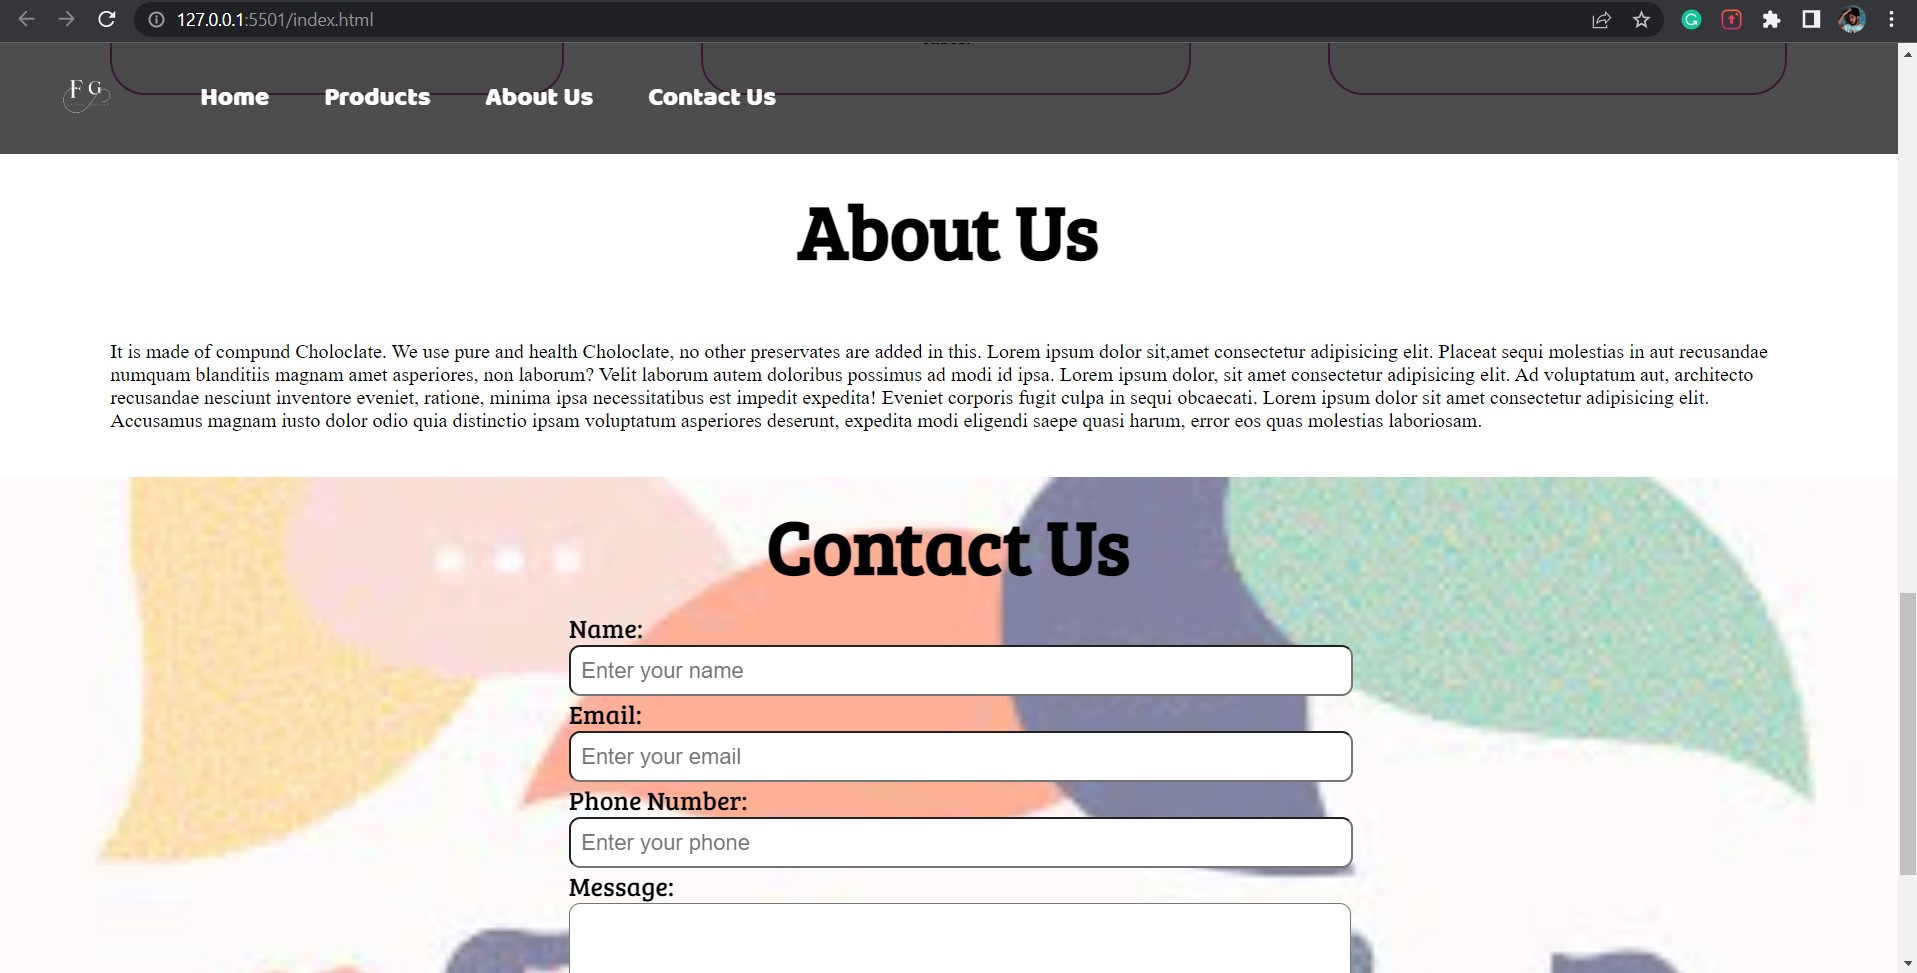 127.0.0.1:5501/index.html
F G
Home Products About Us Contact Us
About Us
It is made of compund Choloclate. We use pure and health Choloclate, no other preservates are added in this. Lorem ipsum dolor sit,amet consectetur adipisicing elit. Placeat sequi molestias in aut recusandae
numquam blanditiis magnam amet asperiores, non laborum? Velit laborum autem doloribus possimus ad modi id ipsa. Lorem ipsum dolor, sit amet consectetur adipisicing elit. Ad voluptatum aut, architecto
recusandae nesciunt inventore eveniet, ratione, minima ipsa necessitatibus est impedit expedita! Eveniet corporis fugit culpa in sequi obcaecati. Lorem ipsum dolor sit amet consectetur adipisicing elit.
Accusamus magnam iusto dolor odio quia distinctio ipsam voluptatum asperiores deserunt, expedita modi eligendi saepe quasi harum, error eos quas molestias laboriosam.
Contact Us
Name:
Enter your name
Email:
Enter your email
Phone Number:
Enter your phone
Message: